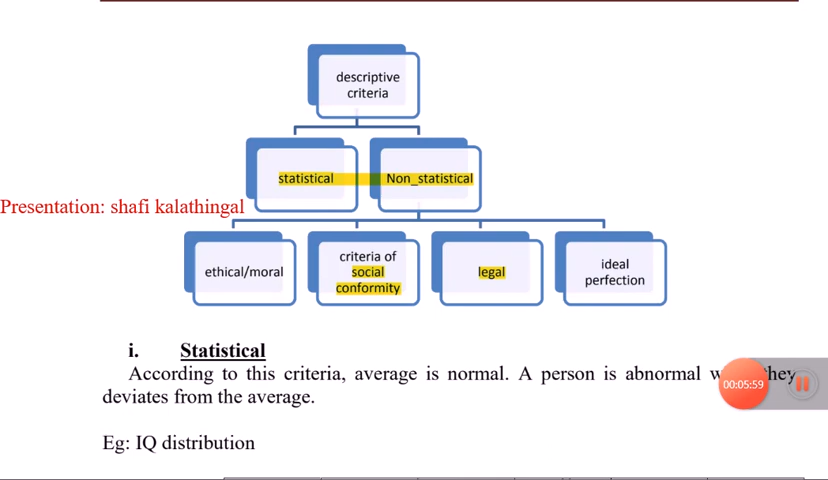 descriptive
criteria
statistical
Non_statistical
Presentation: shafi kalathingal
ethical/moral
criteria of
social
conformity
legal
ideal
perfection
i. Statistical
According to this criteria, average is normal. A person is abnormal they
deviates from the average.
00:05:59
Eg: IQ distribution